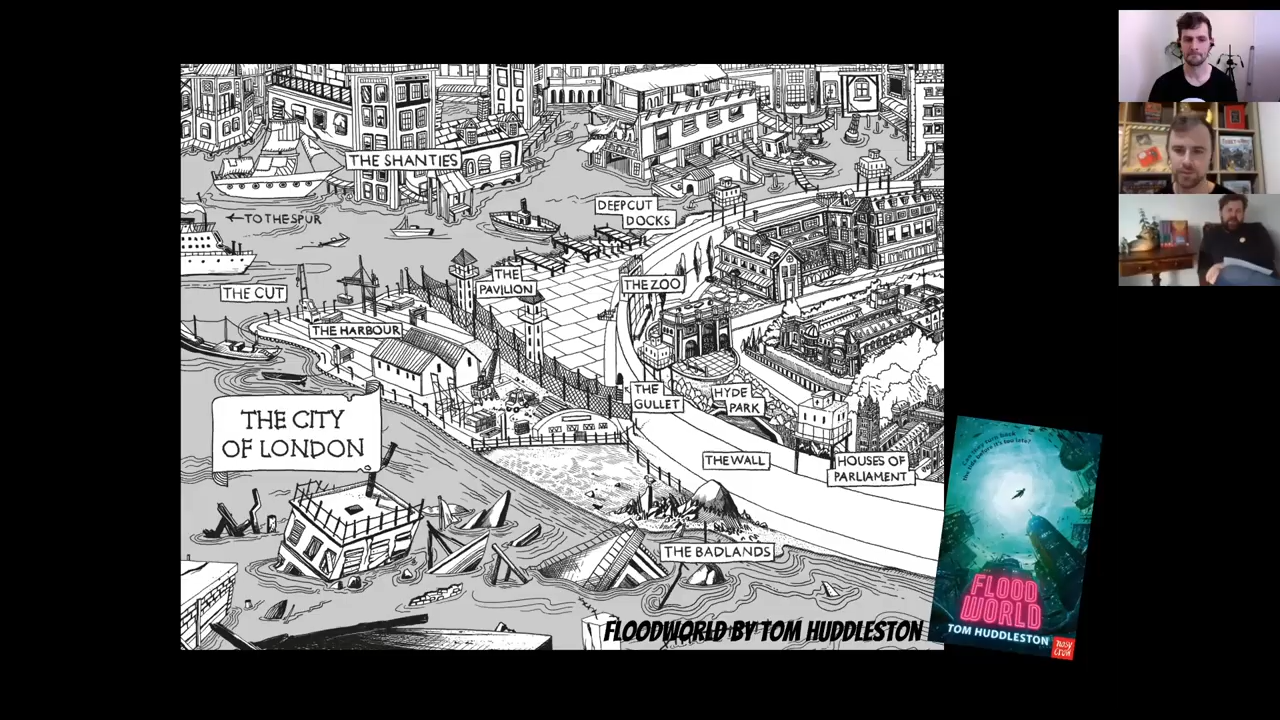 THE SHANTIES
DEEPCUT
DOCKS
←TO THE SPUR
THE
PAVILION
THE ZOO
THE CUT
THE HARBOUR
THE
GULLET
HYDE
PARK
THE CITY
OF LONDON
THE WALL
HOUSES OF
PARLIAMENT
THE BADLANDS
FLOODWORLD BY TOM HUDDLESTON
FLOOD
WORLD
TOM HUDDLESTON
nosy
crow